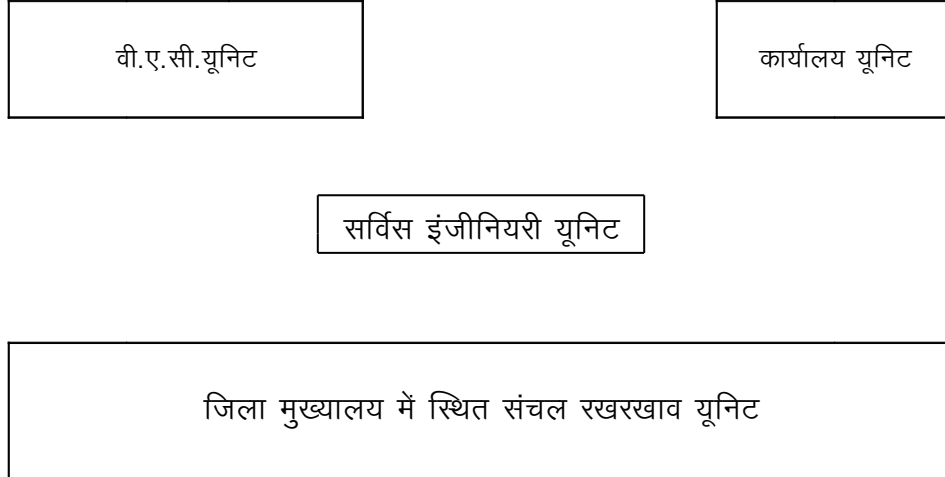 वी.ए.सी.यूनिट
कार्यालय यूनिट
सर्विस इंजीनियरी यूनिट
जिला मुख्यालय में स्थित संचल रखरखाव यूनिट